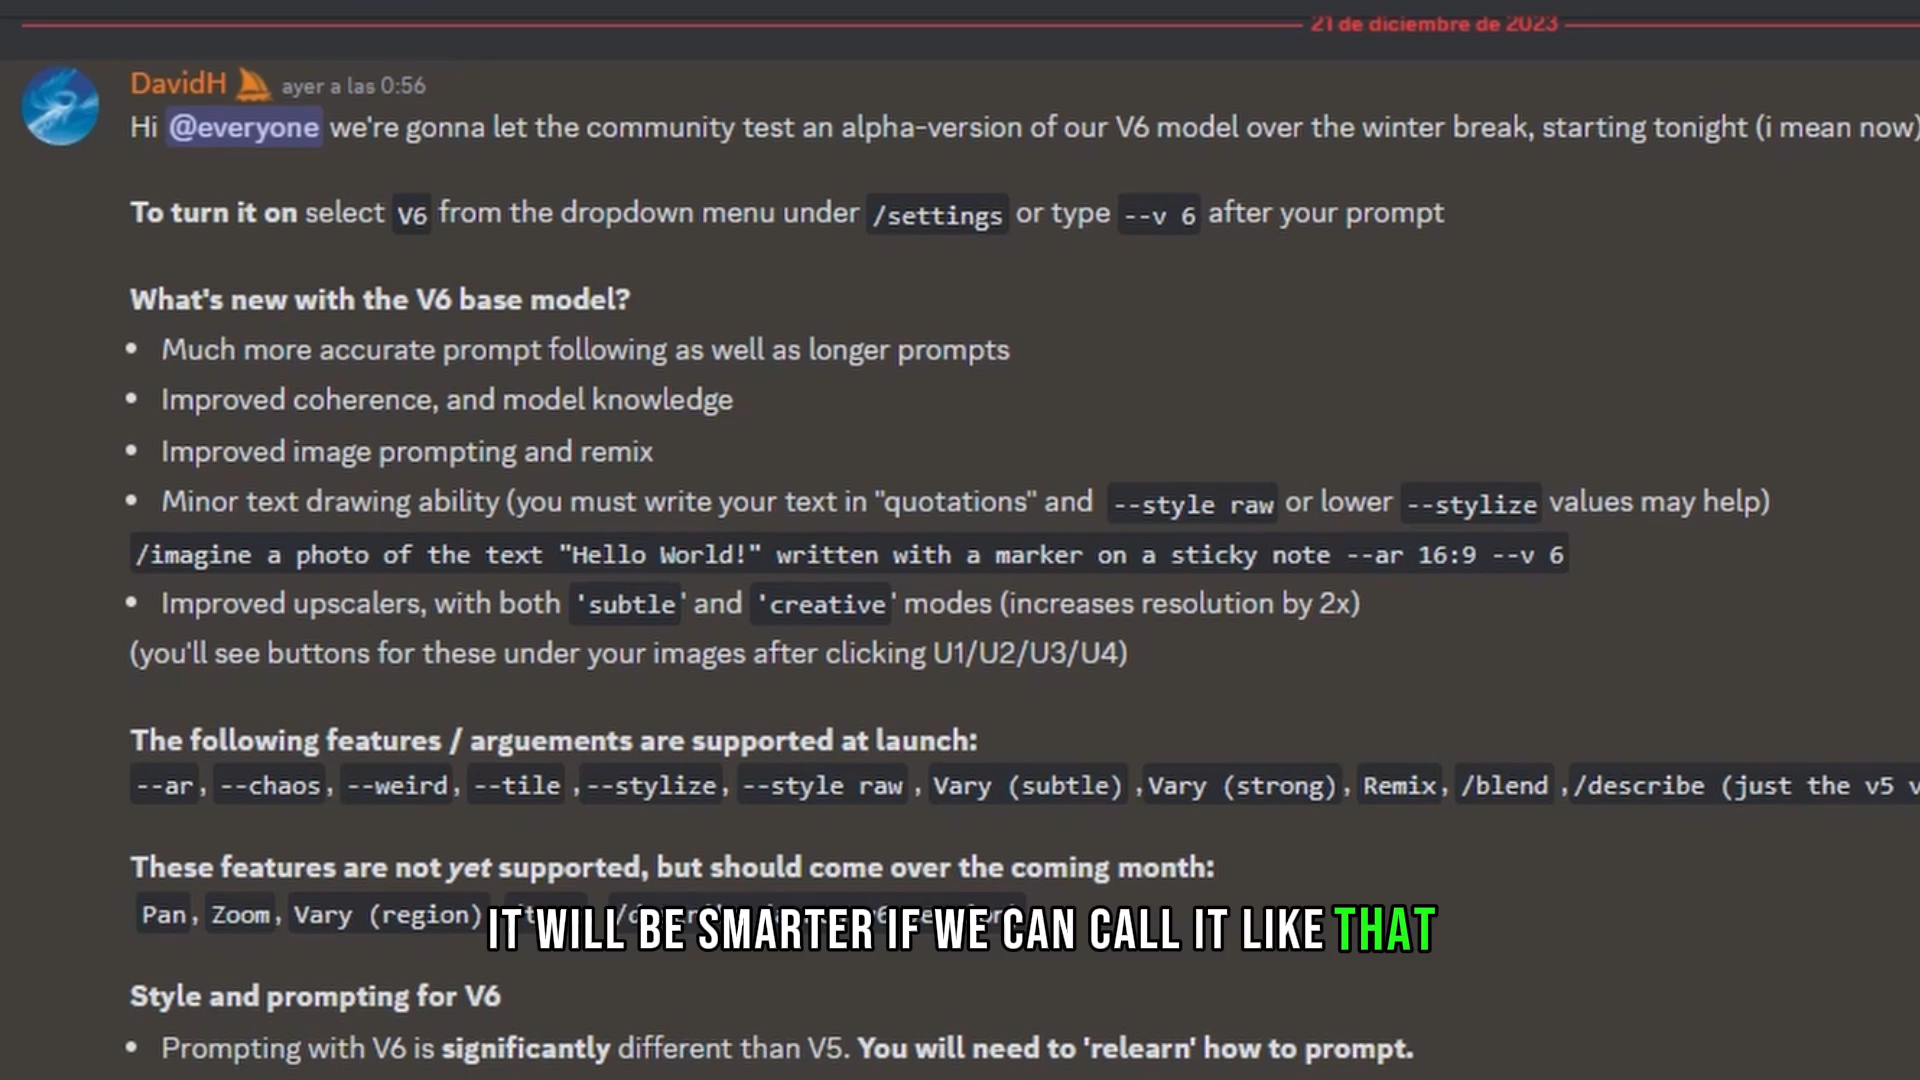 21 de diciembre de 2023
DavidH ayer a las 0:56
Hi @everyone we're gonna let the community test an alpha-version of our V6 model over the winter break, starting tonight (i mean now)
To turn it on select V6 from the dropdown menu under /settings or type --v 6 after your prompt
What's new with the V6 base model?
• Much more accurate prompt following as well as longer prompts
• Improved coherence, and model knowledge
• Improved image prompting and remix
• Minor text drawing ability (you must write your text in "quotations" and --style raw or lower --stylize values may help)
/imagine a photo of the text "Hello World!" written with a marker on a sticky note --ar 16:9 --v 6
• Improved upscalers, with both 'subtle' and 'creative' modes (increases resolution by 2x)
(you'll see buttons for these under your images after clicking U1/U2/U3/U4)
The following features / arguements are supported at launch:
--ar, --chaos, --weird, --tile ,--stylize, --style raw , Vary (subtle) ,Vary (strong), Remix, /blend ,/describe (just the v5 v
These features are not yet supported, but should come over the coming month:
Pan, Zoom, Vary (region)
IT WILL BE SMARTER IF WE CAN CALL IT LIKE THAT
Style and prompting for V6
• Prompting with V6 is significantly different than V5. You will need to 'relearn' how to prompt.